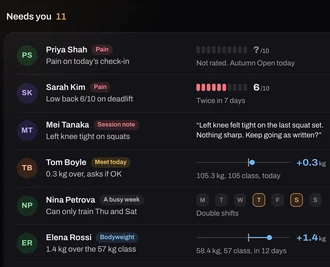 Needs you 11
PS
Priya Shah Pain
Pain on today's check-in
? /10
Not rated. Autumn Open today
SK
Sarah Kim Pain
Low back 6/10 on deadlift
6 /10
Twice in 7 days
MT
Mei Tanaka Session note
Left knee tight on squats
"Left knee felt tight on the last squat set.
Nothing sharp. Keep going as written?"
TB
Tom Boyle Meet today
0.3 kg over, asks if OK
+0.3 kg
105.3 kg, 105 class, today
NP
Nina Petrova A busy week
Can only train Thu and Sat
M T W T F S S
Double shifts
ER
Elena Rossi Bodyweight
1.4 kg over the 57 kg class
+1.4 kg
58.4 kg, 57 class, in 12 days